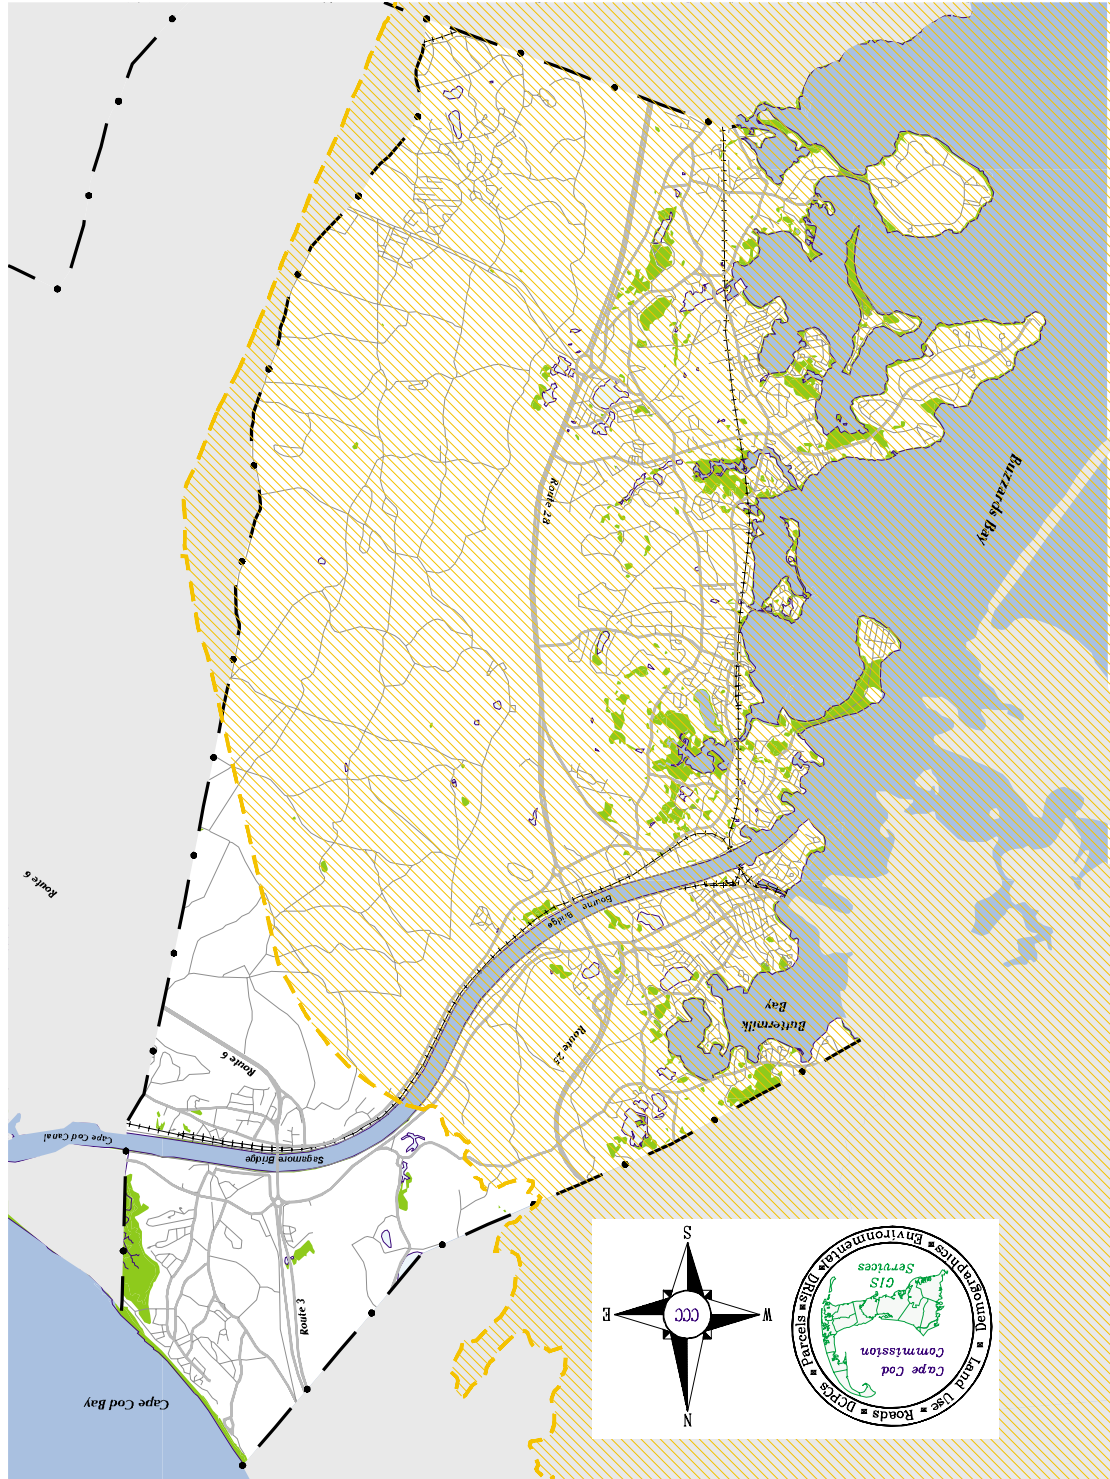 Buzzards Bay
Route 28
Route 6
Bourne
Bridge
Buttermilk
Bay
Route 25
Route 6
Cape Cod Canal
Sagamore Bridge
Route 3
Cape Cod Bay
N
S
E
W
CCC
Cape Cod
Commission
GIS
Services
Demographics Environmental DRIs Parcels DCPCs Roads Land Use